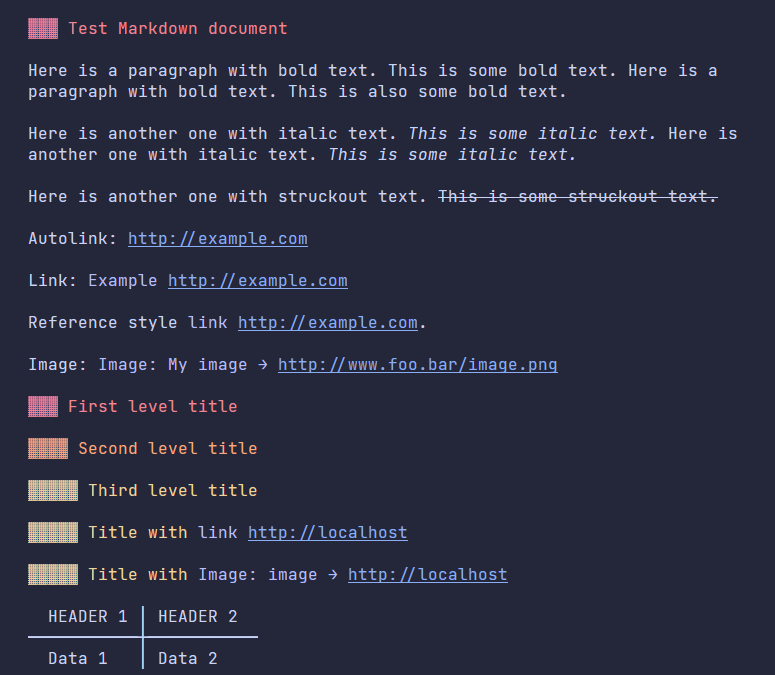 Test Markdown document
Here is a paragraph with bold text. This is some bold text. Here is a
paragraph with bold text. This is also some bold text.
Here is another one with italic text. This is some italic text. Here is
another one with italic text. This is some italic text.
Here is another one with struckout text. This is some struckout text.
Autolink: http://example.com
Link: Example http://example.com
Reference style link http://example.com.
Image: Image: My image → http://www.foo.bar/image.png
First level title
Second level title
Third level title
Title with link http://localhost
Title with Image: image → http://localhost
HEADER 1 HEADER 2
Data 1 Data 2